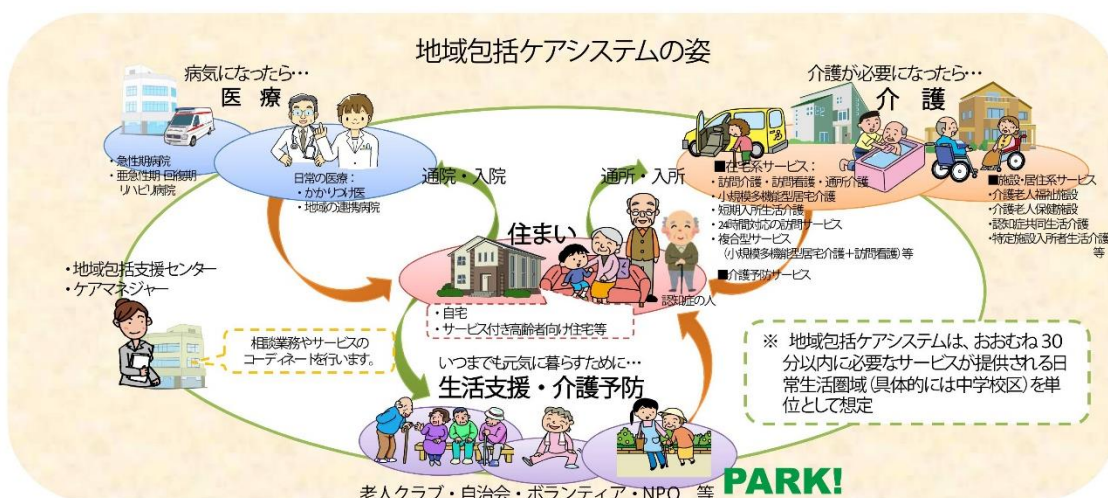 地域包括ケアシステムの姿
病気になったら…
医療
・急性期病院
・亜急性期・回復期
リハビリ病院
日常の医療:
・かかりつけ医
・地域の連携病院
通院・入院
通所・入所
介護が必要になったら…
介護
■在宅系サービス:
・訪問介護・訪問看護・通所介護
・小規模多機能型居宅介護
・短期入所生活介護
・24時間対応の訪問サービス
・複合型サービス
(小規模多機能型居宅介護+訪問看護)等
■介護予防サービス
■施設・居住系サービス
・介護老人福祉施設
・介護老人保健施設
・認知症共同生活介護
・特定施設入所者生活介護
等
住まい
認知症の人
・自宅
・サービス付き高齢者向け住宅等
・地域包括支援センター
・ケアマネジャー
相談業務やサービスの
コーディネートを行います。
いつまでも元気に暮らすために…
生活支援・介護予防
老人クラブ・自治会・ボランティア・NPO 等
PARK!
※ 地域包括ケアシステムは、おおむね30
分以内に必要なサービスが提供される日
常生活圏域(具体的には中学校区)を単
位として想定